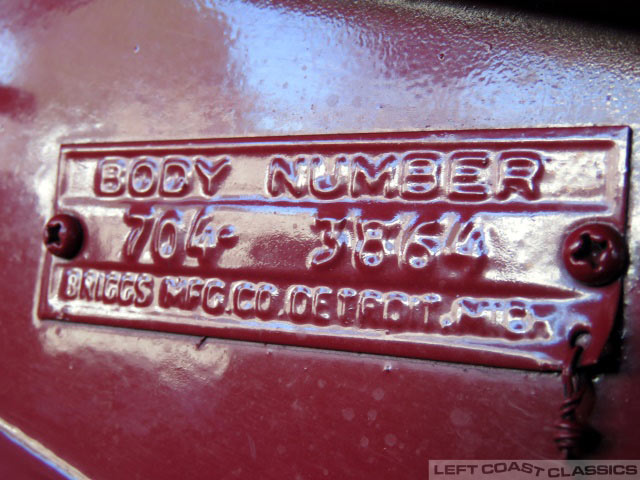 BODY NUMBER
704- 3864
BRIGGS MFG.CO.DETROIT.MICH
LEFT COAST CLASSICS